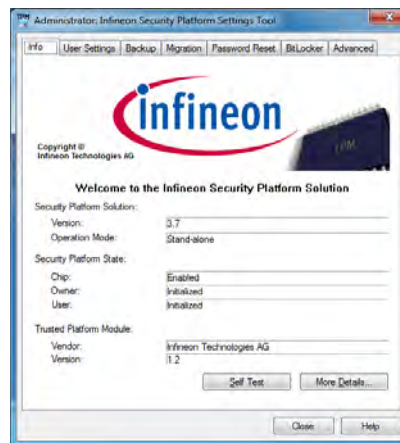 TPM Administrator: Infineon Security Platform Settings Tool
Info User Settings Backup Migration Password Reset BitLocker Advanced
infineon
TPM
Copyright ©
Infineon Technologies AG
Welcome to the Infineon Security Platform Solution
Security Platform Solution:
Version: 3.7
Operation Mode: Stand-alone
Security Platform State:
Chip: Enabled
Owner: Initialized
User: Initialized
Trusted Platform Module:
Vendor: Infineon Technologies AG
Version: 1.2
Self Test More Details...
Close Help